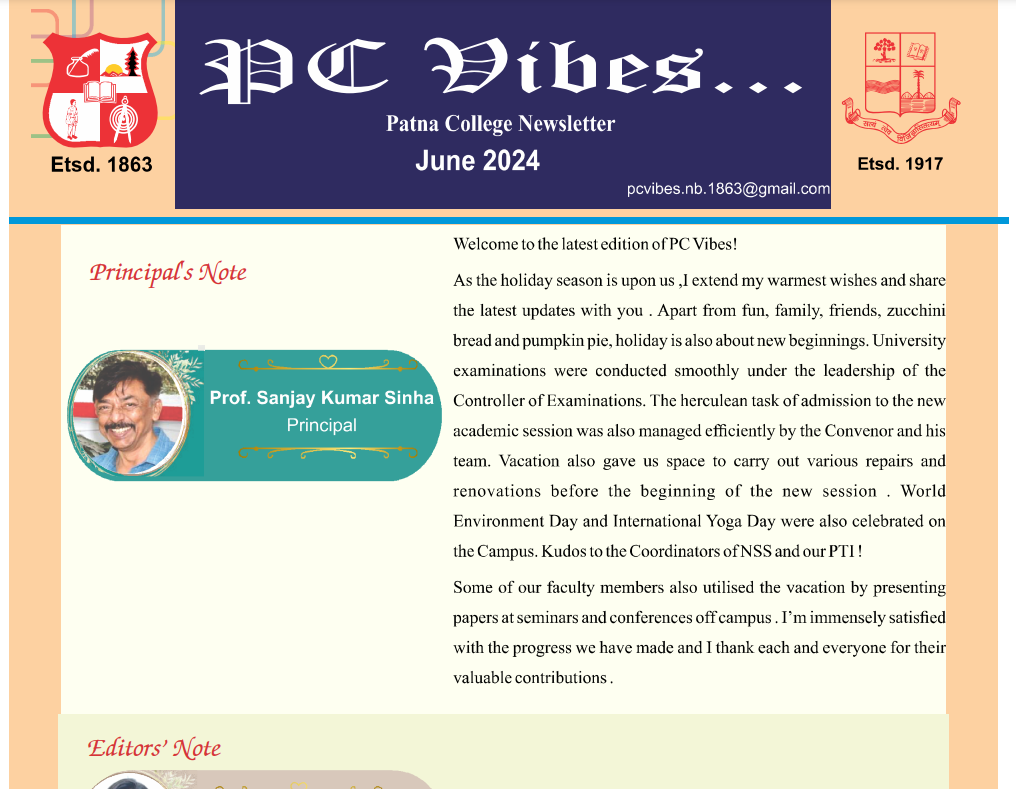 PC Vibes...
Patna College Newsletter
June 2024
pcvibes.nb.1863@gmail.com
Etsd. 1863
Etsd. 1917
Principal's Note
Prof. Sanjay Kumar Sinha
Principal
Welcome to the latest edition of PC Vibes!
As the holiday season is upon us ,I extend my warmest wishes and share
the latest updates with you . Apart from fun, family, friends, zucchini
bread and pumpkin pie, holiday is also about new beginnings. University
examinations were conducted smoothly under the leadership of the
Controller of Examinations. The herculean task of admission to the new
academic session was also managed efficiently by the Convenor and his
team. Vacation also gave us space to carry out various repairs and
renovations before the beginning of the new session . World
Environment Day and International Yoga Day were also celebrated on
the Campus. Kudos to the Coordinators of NSS and our PTI !
Some of our faculty members also utilised the vacation by presenting
papers at seminars and conferences off campus . I’m immensely satisfied
with the progress we have made and I thank each and everyone for their
valuable contributions .
Editors’ Note